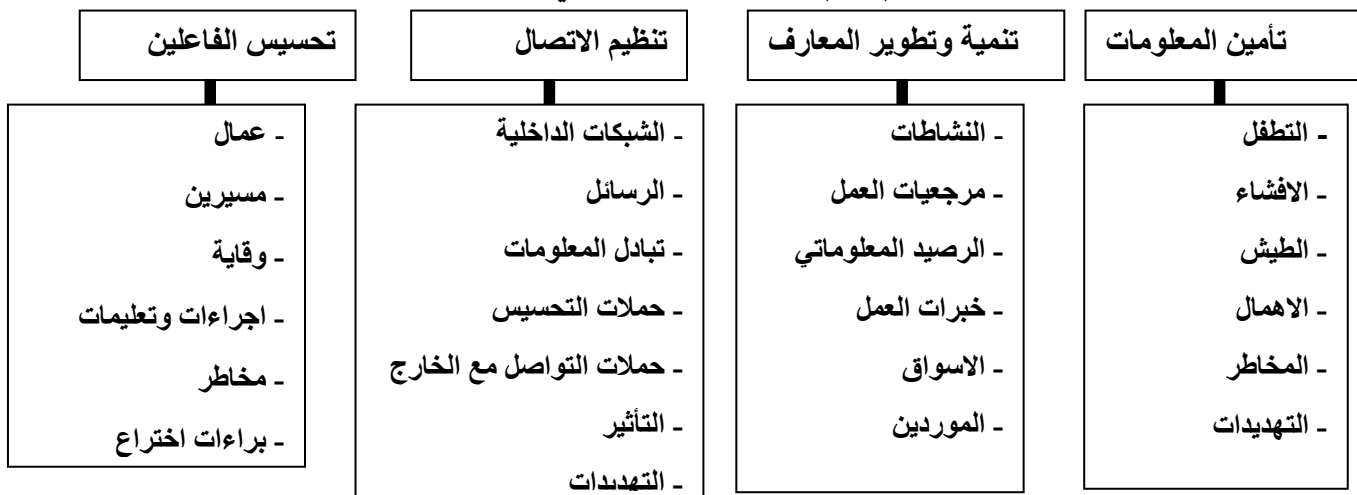 تأمين المعلومات
- التطفل
- الافشاء
- الطيش
- الاهمال
- المخاطر
- التهديدات
تنمية وتطوير المعارف
- النشاطات
- مرجعيات العمل
- الرصيد المعلوماتي
- خبرات العمل
- الاسواق
- الموردين
تنظيم الاتصال
- الشبكات الداخلية
- الرسائل
- تبادل المعلومات
- حملات التحسيس
- حملات التواصل مع الخارج
- التأثير
- التهديدات
تحسيس الفاعلين
- عمال
- مسيرين
- وقاية
- اجراءات وتعليمات
- مخاطر
- براءات اختراع